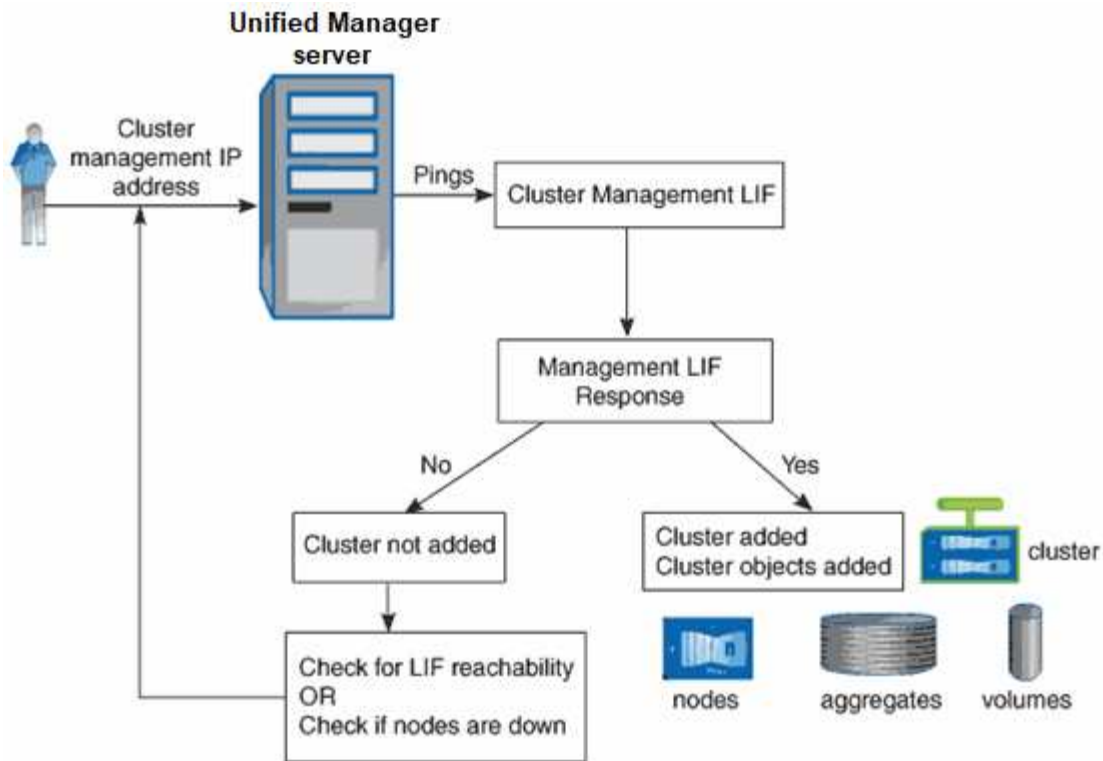 Unified Manager
server
Cluster
management IP
address
Pings
Cluster Management LIF
Management LIF
Response
No
Yes
Cluster not added
Cluster added
Cluster objects added
cluster
Check for LIF reachability
OR
Check if nodes are down
nodes
aggregates
volumes